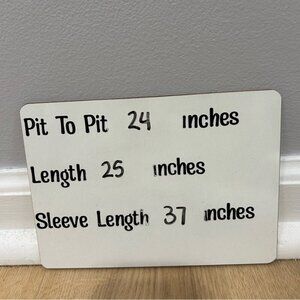 Pit To Pit 24 inches
Length 25 inches
Sleeve Length 37 inches